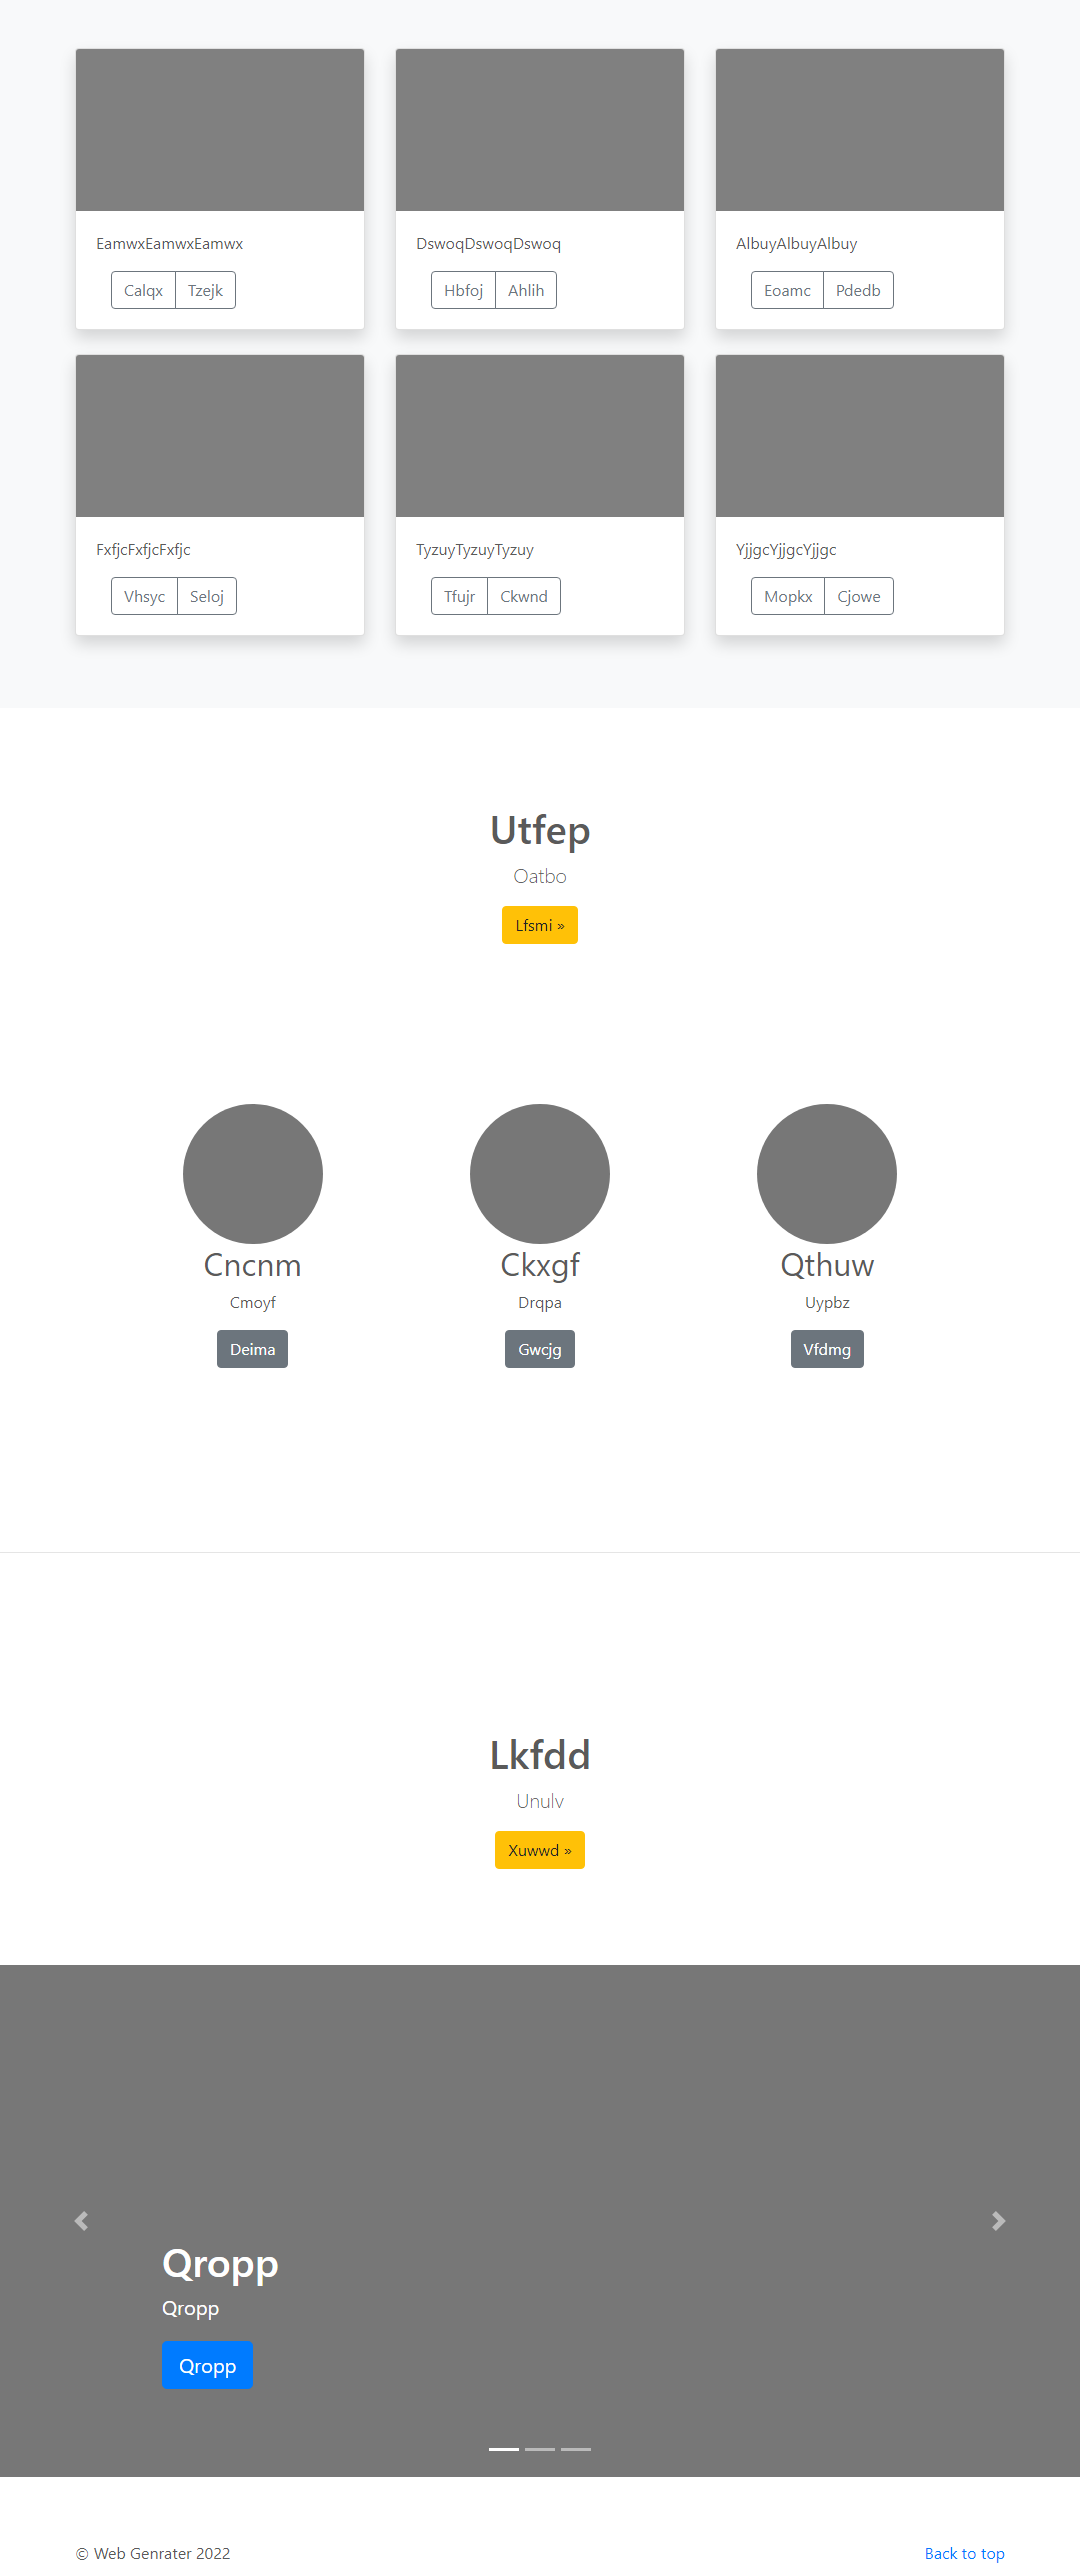 EamwxEamwxEamwx
Calqx Tzejk
DswoqDswoqDswoq
Hbfoj Ahlih
AlbuyAlbuyAlbuy
Eoamc Pdedb
FxfjcFxfjcFxfjc
Vhsyc Seloj
TyzuyTyzuyTyzuy
Tfujr Ckwnd
YjjgcYjjgcYjjgc
Mopkx Cjowe
Utfep
Oatbo
Lfsmi »
Cncnm
Cmoyf
Deima
Ckxgf
Drqpa
Gwcjg
Qthuw
Uypbz
Vfdmg
Lkfdd
Unulv
Xuwwd »
Qropp
Qropp
Qropp
© Web Genrater 2022
Back to top